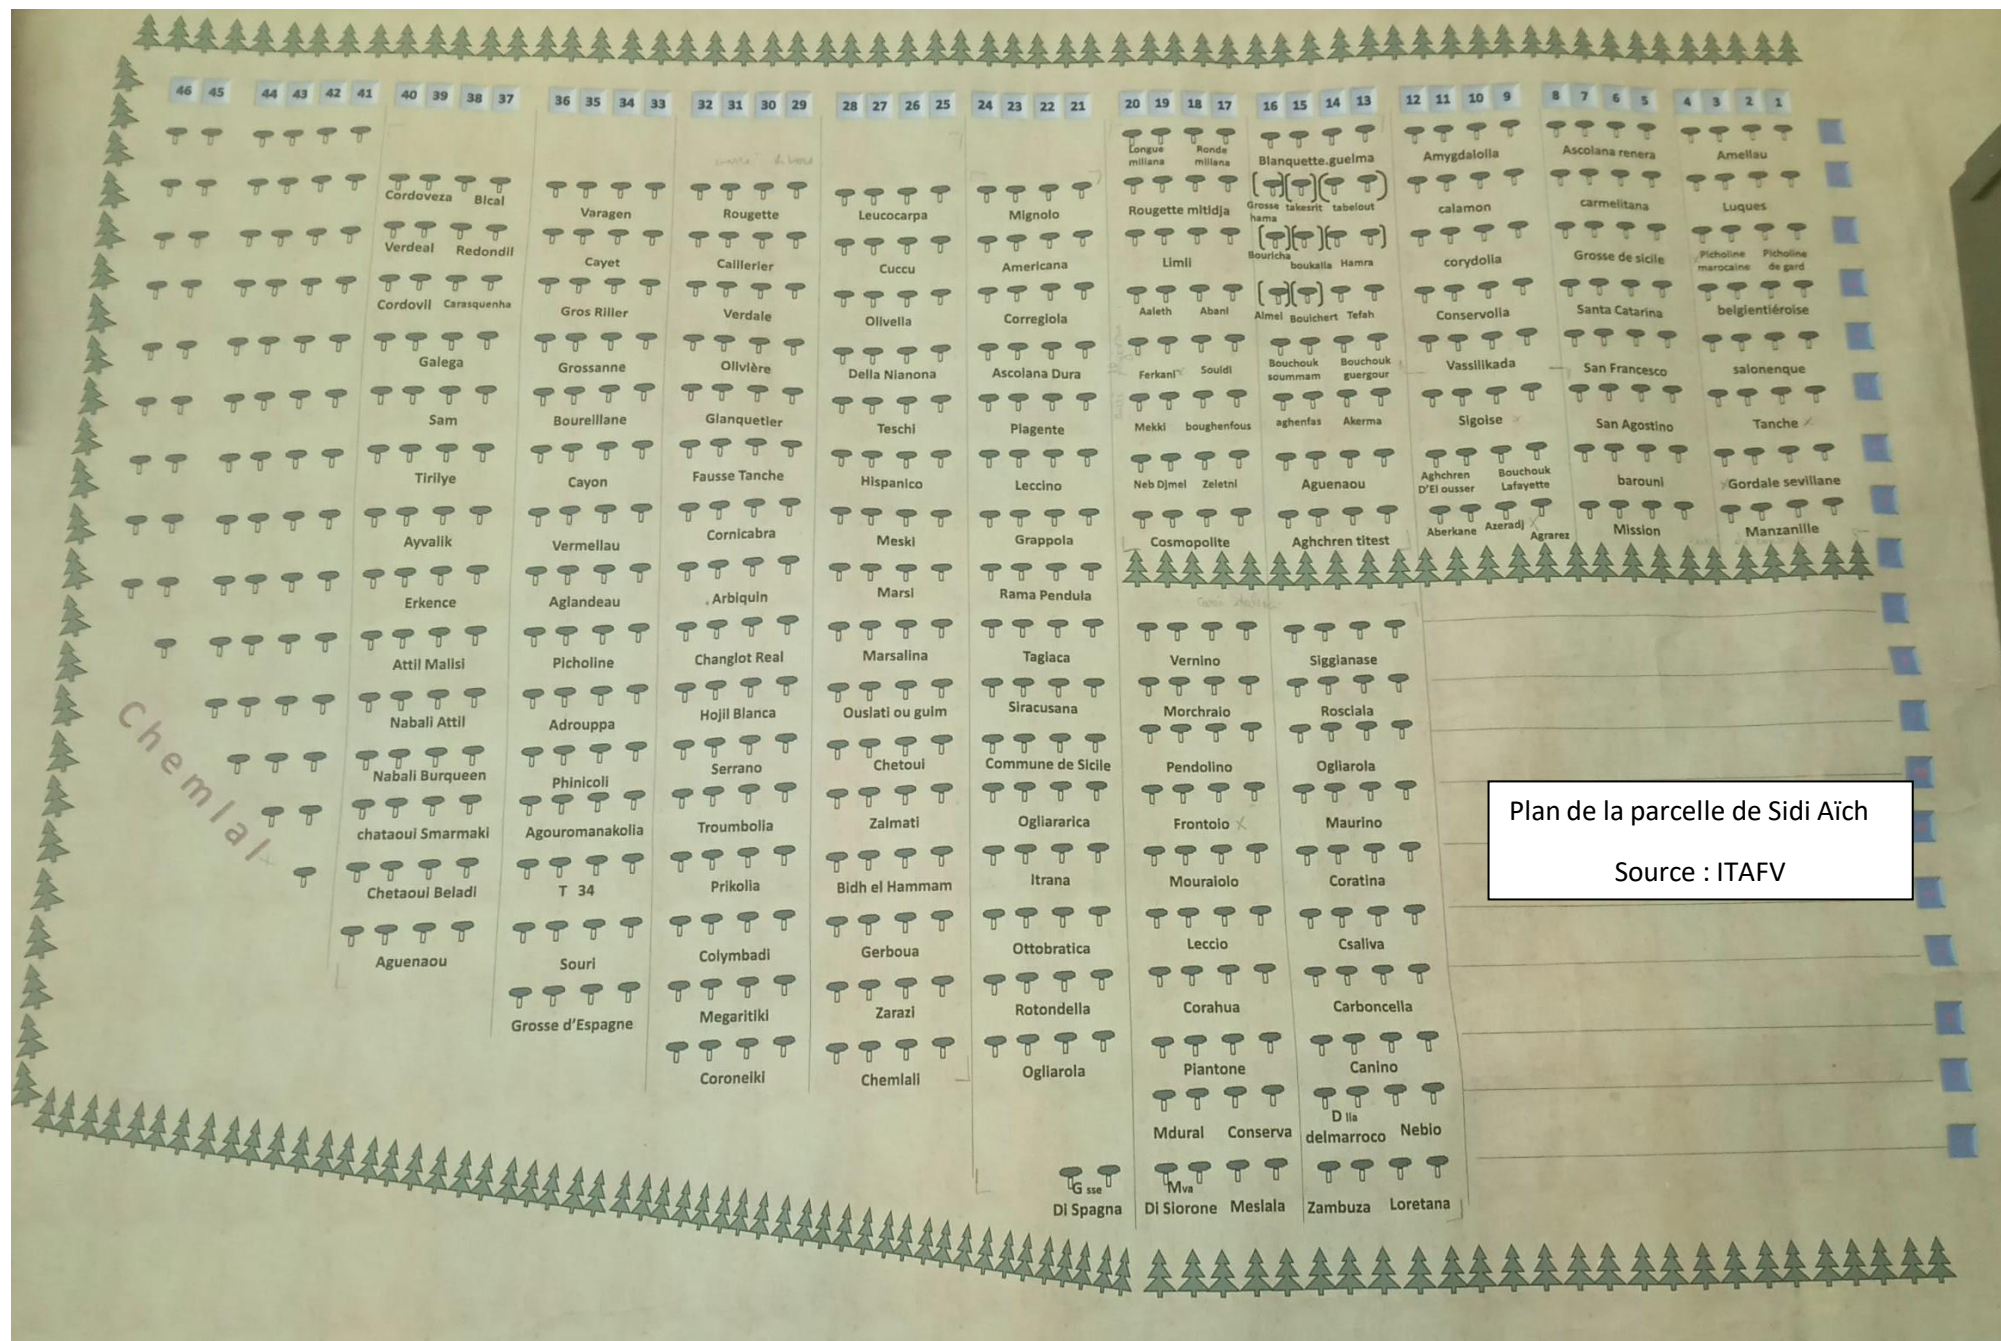 46 45 44 43 42 41 40 39 38 37 36 35 34 33 32 31 30 29 28 27 26 25 24 23 22 21 20 19 18 17 16 15 14 13 12 11 10 9 8 7 6 5 4 3 2 1
Longue miliana Ronde miliana Blanquette.guelma Amygdalolia Ascolana renera Amellau
Cordoveza Bical Varagen Rougette Leucocarpa Mignolo Rougette mitidja Grosse hama takesrit tabelout calamon carmelitana Luques
Verdeal Redondil Cayet Caillerier Cuccu Americana Limli Bouricha boukalla Hamra corydolia Grosse de sicile Picholine marocaine Picholine de gard
Cordovil Carasquenha Gros Riller Verdale Olivella Corregiola Aaleth Abani Almel Bouichert Tefah Conservolla Santa Catarina belgientiéroise
Galega Grossanne Olivière Della Nianona Ascolana Dura Ferkani Souidi Bouchouk soummam Bouchouk guergour Vassilikada San Francesco salonenque
Sam Boureillane Glanquetier Teschi Piagente Mekki boughenfous aghenfas Akerma Sigoise San Agostino Tanche
Tirilye Cayon Fausse Tanche Hispanico Leccino Neb Djmel Zeletni Aguenaou Aghchren D'El ousser Bouchouk Lafayette barouni Gordale sevillane
Ayvalik Vermellau Cornicabra Meski Grappola Cosmopolite Aghchren titest Aberkane Azeradj Agrarez Mission Manzanille
Erkence Aglandeau Arbiquin Marsi Rama Pendula
Attil Malisi Picholine Changlot Real Marsalina Tagiaca Vernino Siggianase
Nabali Attil Adrouppa Hojil Blanca Ouslati ou guim Siracusana Morchraio Rosciala
Nabali Burqueen Phinicoli Serrano Chetoui Commune de Sicile Pendolino Ogliarola
chataoui Smarmaki Agouromanakolia Troumbolia Zalmati Ogliararica Frontoio Maurino
Chetaoui Beladi T 34 Prikolia Bidh el Hammam Itrana Mouraiolo Coratina
Aguenaou Souri Colymbadi Gerboua Ottobratica Leccio Csaliva
Grosse d'Espagne Megaritiki Zarazi Rotondella Corahua Carboncella
Coroneiki Chemlali Ogliarola Piantone Canino
Mdural Conserva D lla delmarroco Nebio
G sse Di Spagna Mva Di Siorone Meslala Zambuza Loretana
Chemlal
Plan de la parcelle de Sidi Aïch
Source : ITAFV